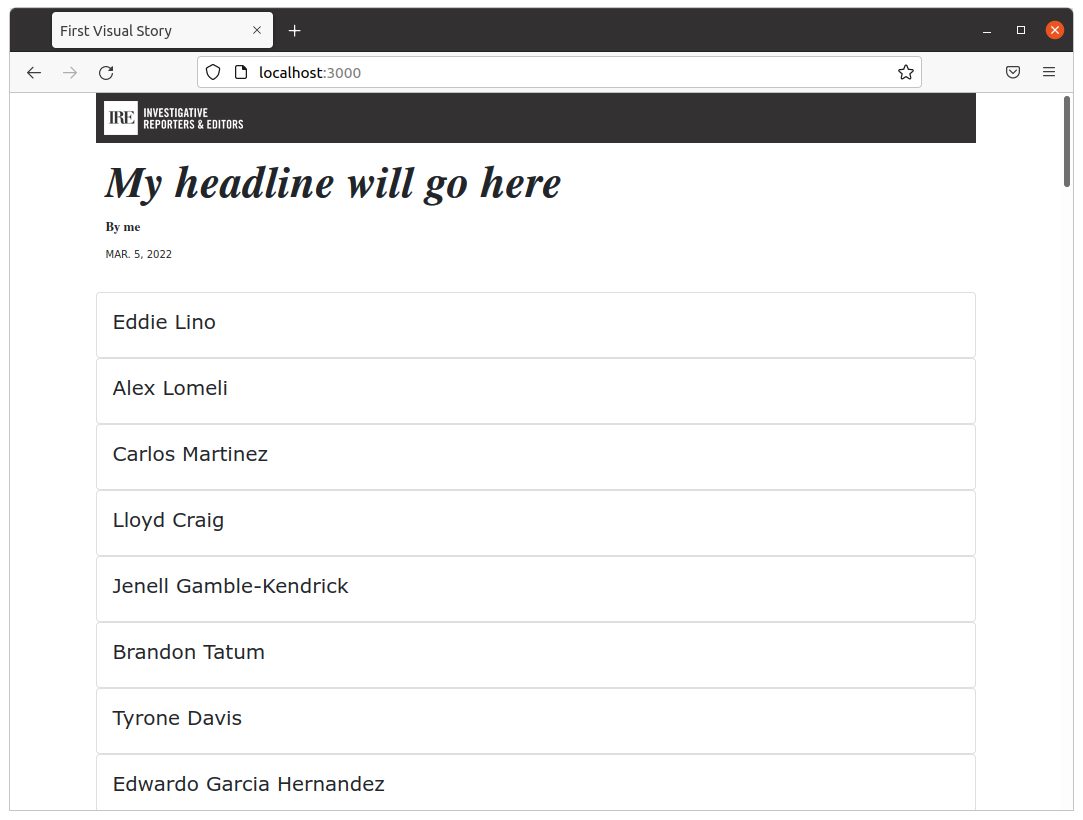 First Visual Story
localhost:3000
IRE
INVESTIGATIVE
REPORTERS & EDITORS
My headline will go here
By me
MAR. 5, 2022
Eddie Lino
Alex Lomeli
Carlos Martinez
Lloyd Craig
Jenell Gamble-Kendrick
Brandon Tatum
Tyrone Davis
Edwardo Garcia Hernandez